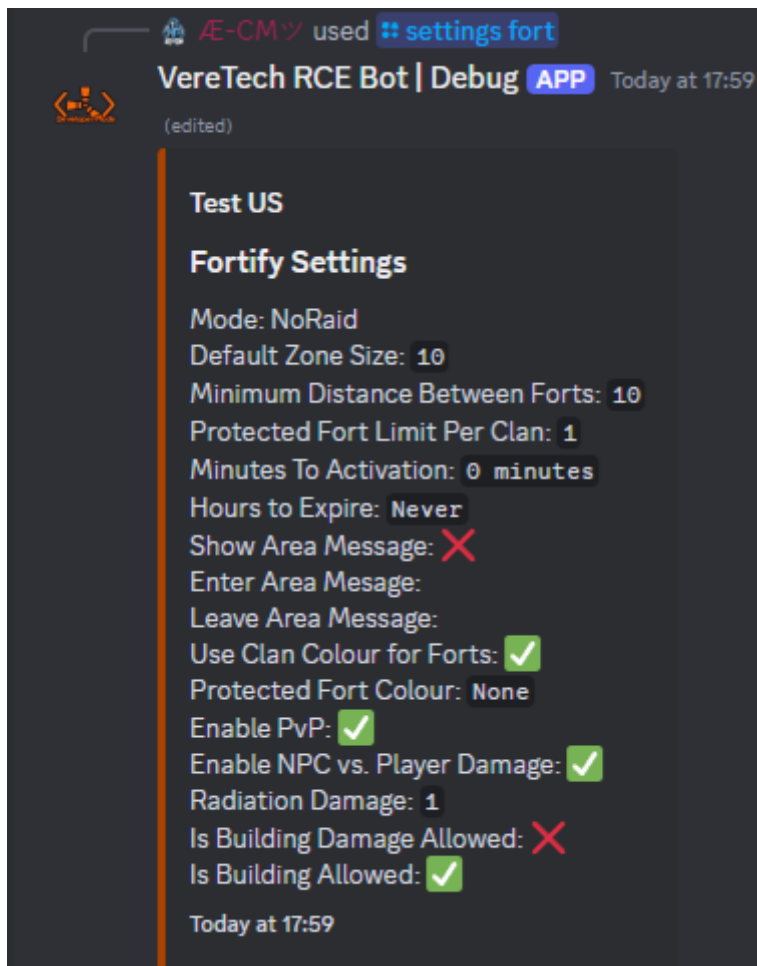 Æ-CMツ used settings fort
VereTech RCE Bot | Debug APP Today at 17:59
(edited)
Test US
Fortify Settings
Mode: NoRaid
Default Zone Size: 10
Minimum Distance Between Forts: 10
Protected Fort Limit Per Clan: 1
Minutes To Activation: 0 minutes
Hours to Expire: Never
Show Area Message: ❌
Enter Area Mesage:
Leave Area Message:
Use Clan Colour for Forts: ✅
Protected Fort Colour: None
Enable PvP: ✅
Enable NPC vs. Player Damage: ✅
Radiation Damage: 1
Is Building Damage Allowed: ❌
Is Building Allowed: ✅
Today at 17:59